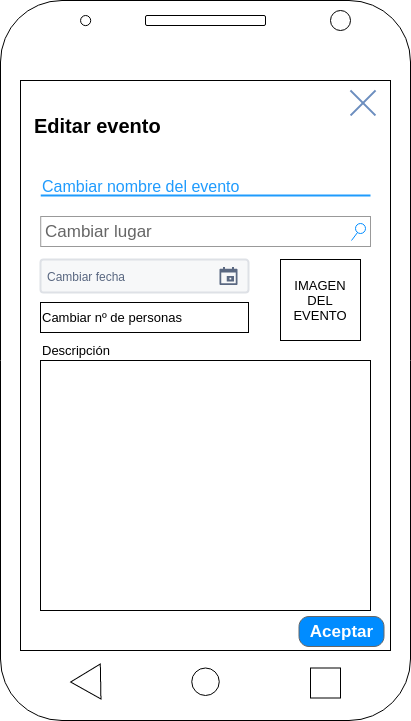 Editar evento
Cambiar nombre del evento
Cambiar lugar
Cambiar fecha
IMAGEN
DEL
EVENTO
Cambiar nº de personas
Descripción
Aceptar